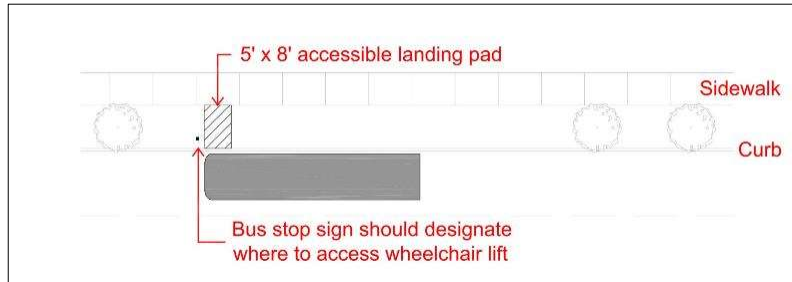 5' x 8' accessible landing pad
Sidewalk
Curb
Bus stop sign should designate
where to access wheelchair lift